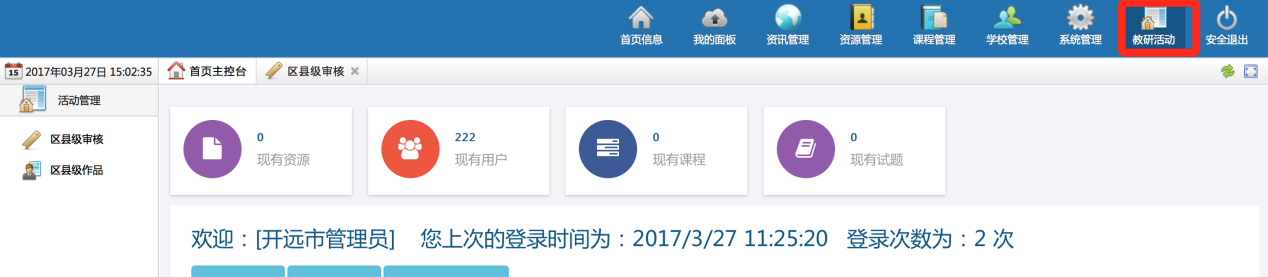 首页信息 我的面板 资讯管理 资源管理 课程管理 学校管理 系统管理 教研活动 安全退出
15 2017年03月27日 15:02:35 首页主控台 区县级审核
活动管理
区县级审核
区县级作品
0
现有资源
222
现有用户
0
现有课程
0
现有试题
欢迎：[开远市管理员] 您上次的登录时间为：2017/3/27 11:25:20 登录次数为：2 次